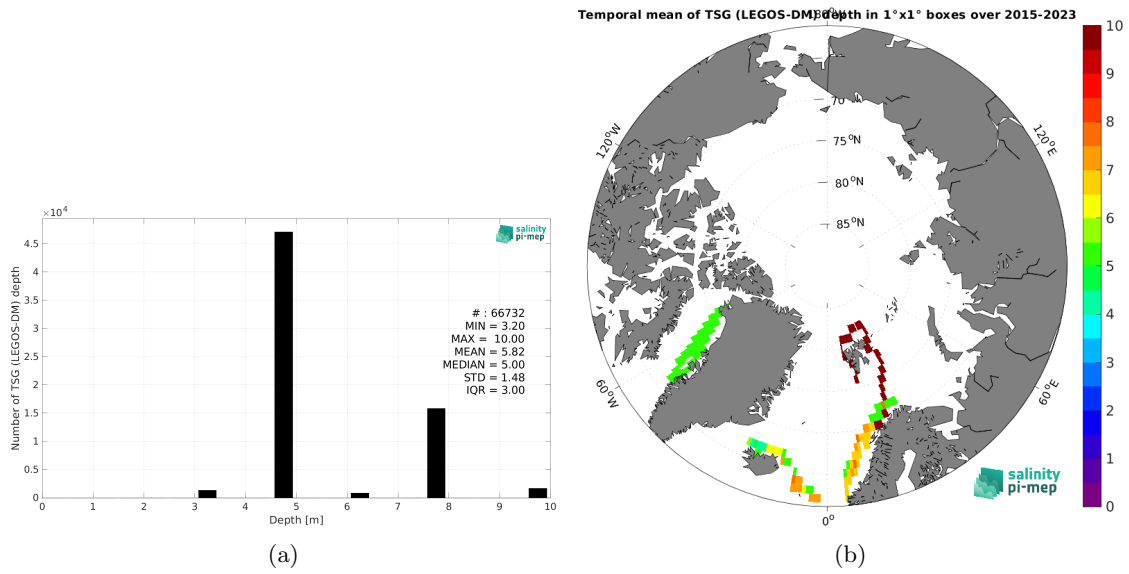 ×10⁴
4.5
4
3.5
3
2.5
2
1.5
1
0.5
0
Number of TSG (LEGOS-DM) depth
salinity
pi-mep
# : 66732
MIN = 3.20
MAX = 10.00
MEAN = 5.82
MEDIAN = 5.00
STD = 1.48
IQR = 3.00
0 1 2 3 4 5 6 7 8 9 10
Depth [m]
(a)
Temporal mean of TSG (LEGOS-DM) depth in 1°x1° boxes over 2015-2023
180°W
120°W
120°E
75°N
80°N
85°N
60°W
60°E
0°
salinity
pi-mep
10
9
8
7
6
5
4
3
2
1
0
(b)